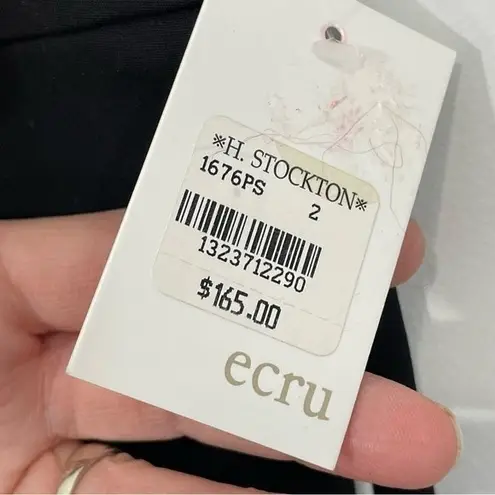 ※H. STOCKTON※
1676PS 2
1323712290
$165.00
ecru